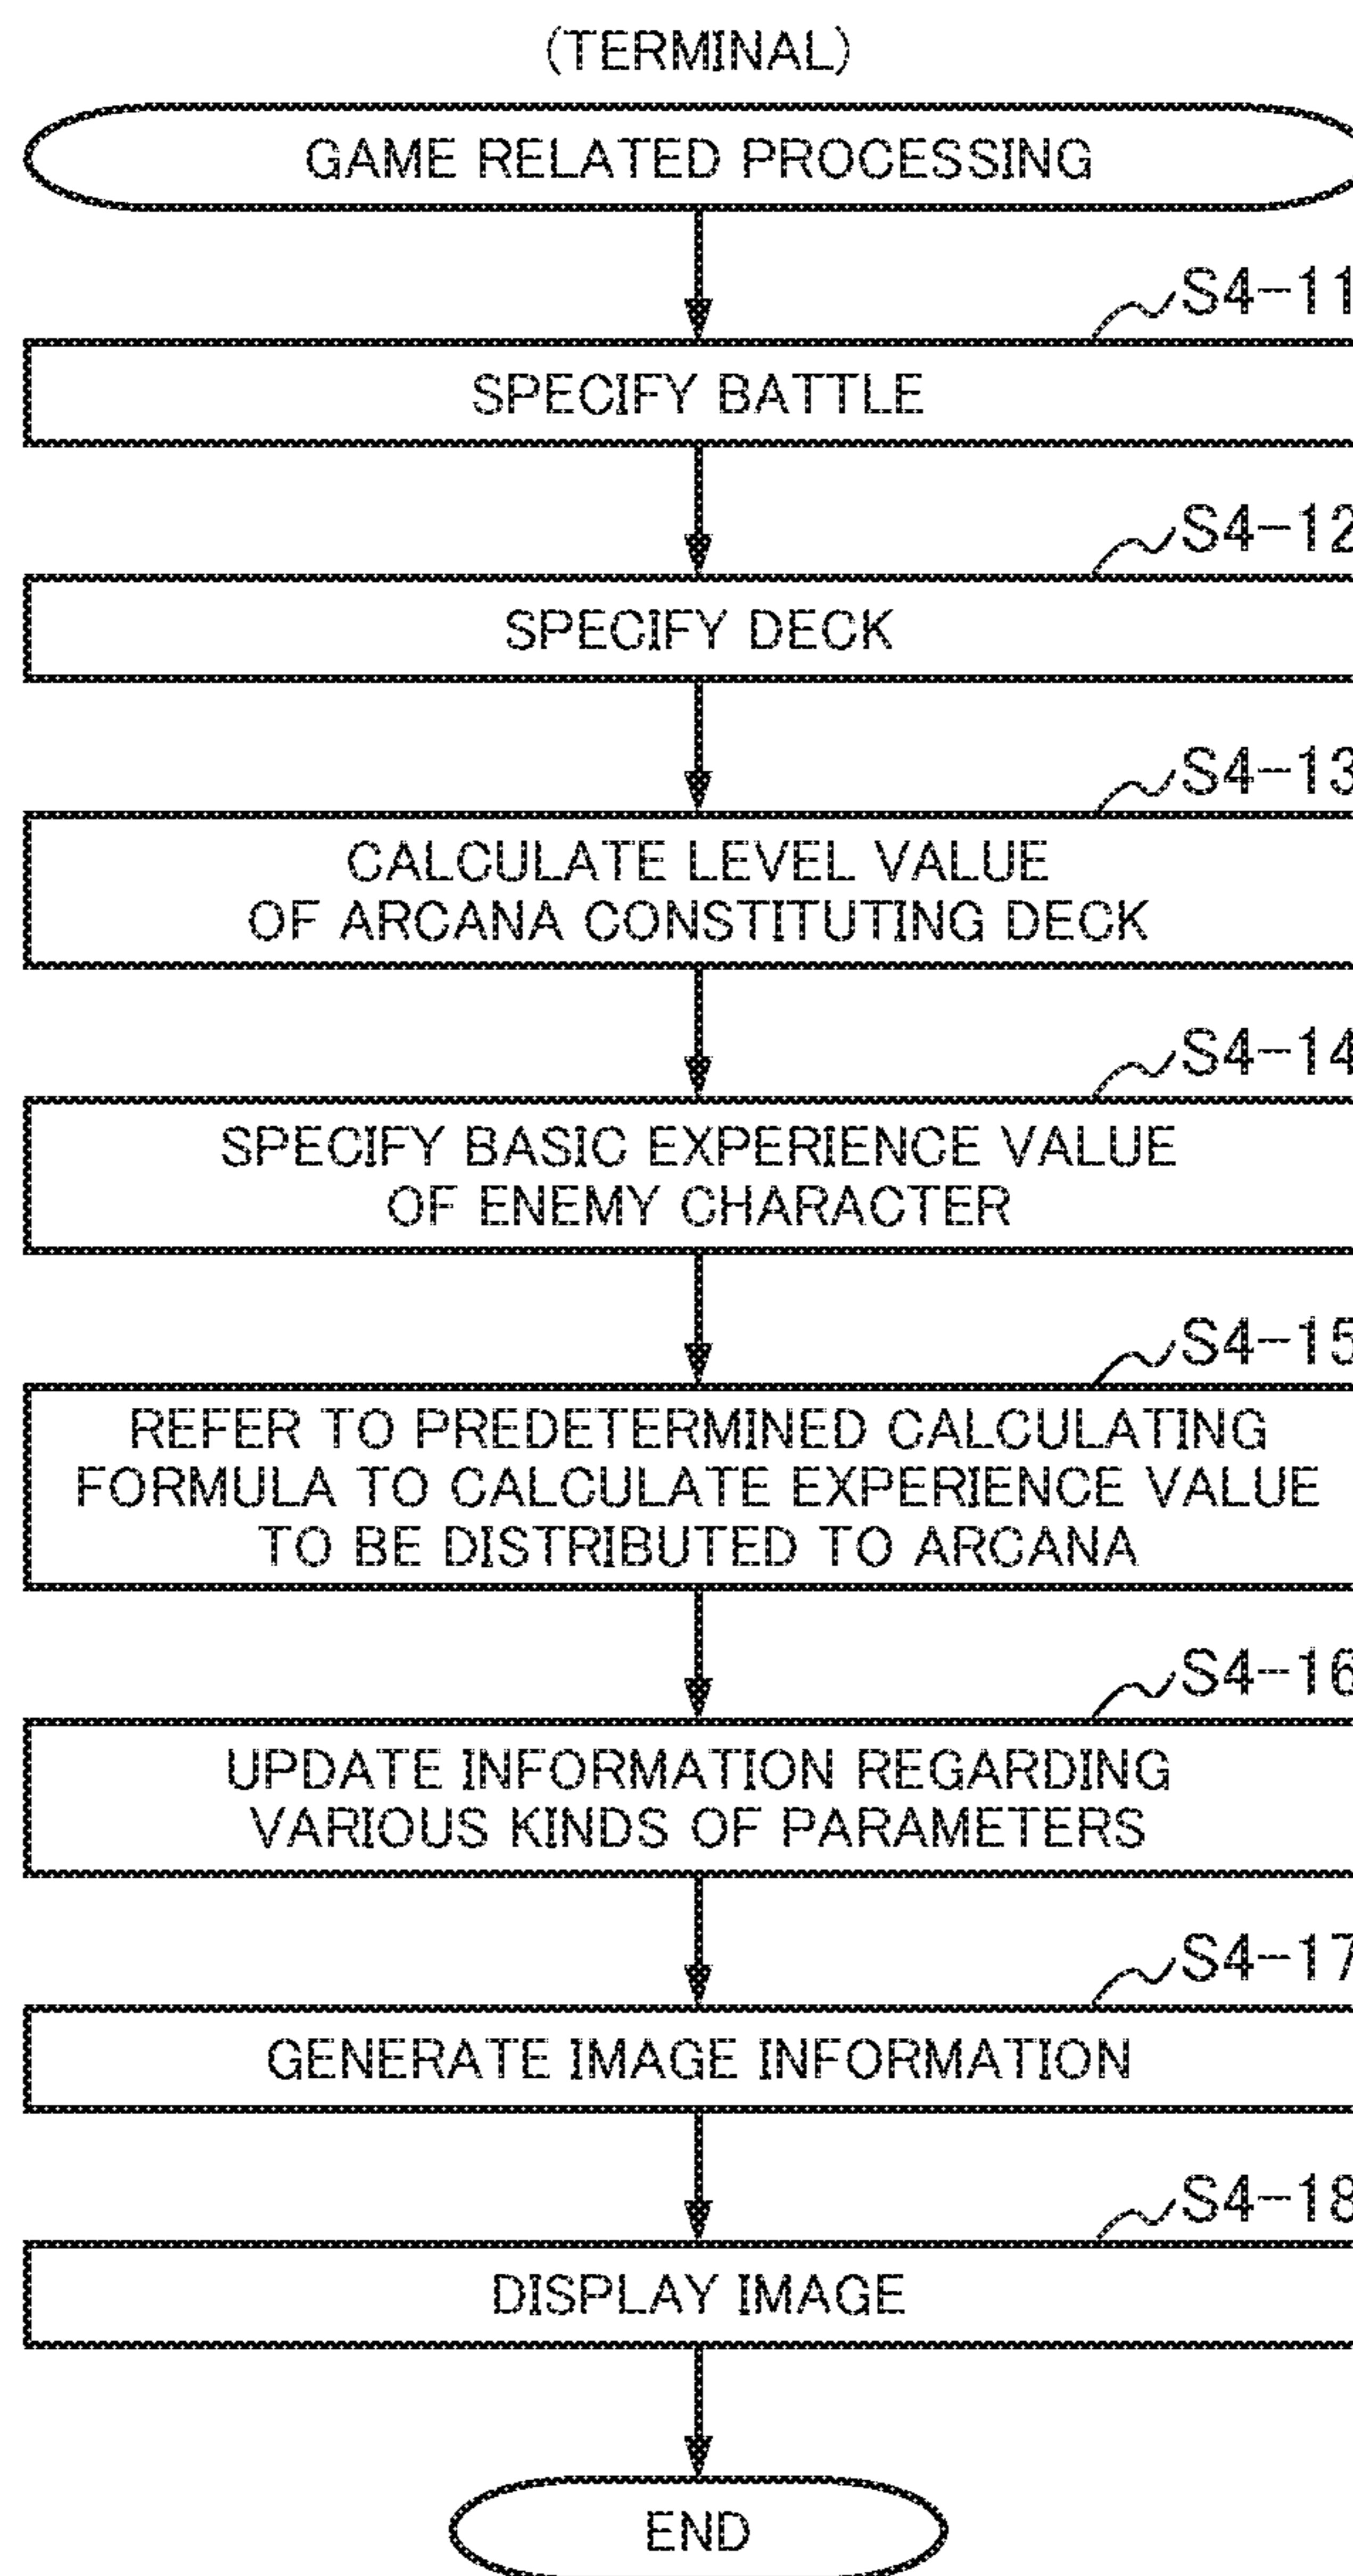 (TERMINAL)
GAME RELATED PROCESSING
S4-11
SPECIFY BATTLE
S4-12
SPECIFY DECK
S4-13
CALCULATE LEVEL VALUE
OF ARCANA CONSTITUTING DECK
S4-14
SPECIFY BASIC EXPERIENCE VALUE
OF ENEMY CHARACTER
S4-15
REFER TO PREDETERMINED CALCULATING
FORMULA TO CALCULATE EXPERIENCE VALUE
TO BE DISTRIBUTED TO ARCANA
S4-16
UPDATE INFORMATION REGARDING
VARIOUS KINDS OF PARAMETERS
S4-17
GENERATE IMAGE INFORMATION
S4-18
DISPLAY IMAGE
END